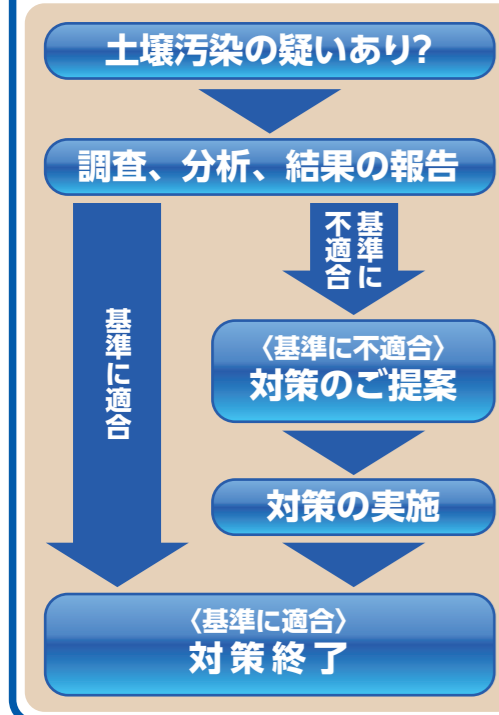 土壌汚染の疑いあり?
調査、分析、結果の報告
基準に
不適合
基準に適合
〈基準に不適合〉
対策のご提案
対策の実施
〈基準に適合〉
対策終了